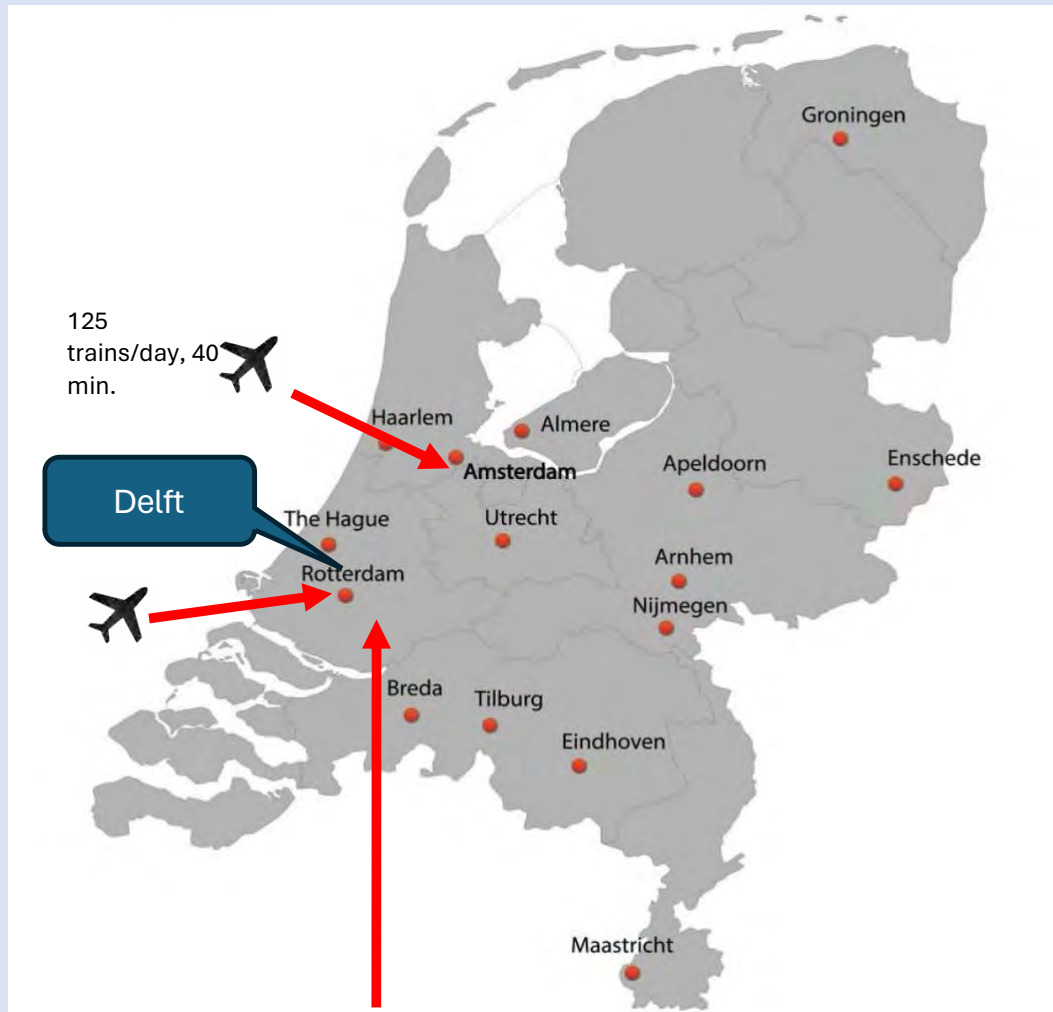 Groningen
125
trains/day, 40
min.
Haarlem
Almere
Amsterdam
Apeldoorn
Enschede
Delft
The Hague
Utrecht
Rotterdam
Arnhem
Nijmegen
Breda
Tilburg
Eindhoven
Maastricht